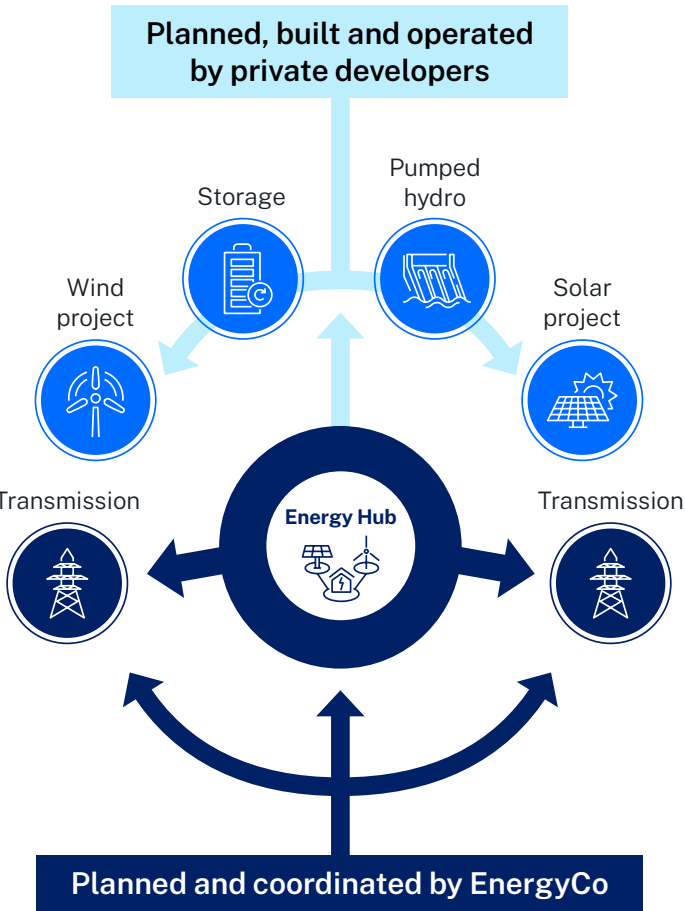 Planned, built and operated
by private developers
Pumped
hydro
Storage
Wind
project
Solar
project
Transmission
Transmission
Energy Hub
Planned and coordinated by EnergyCo